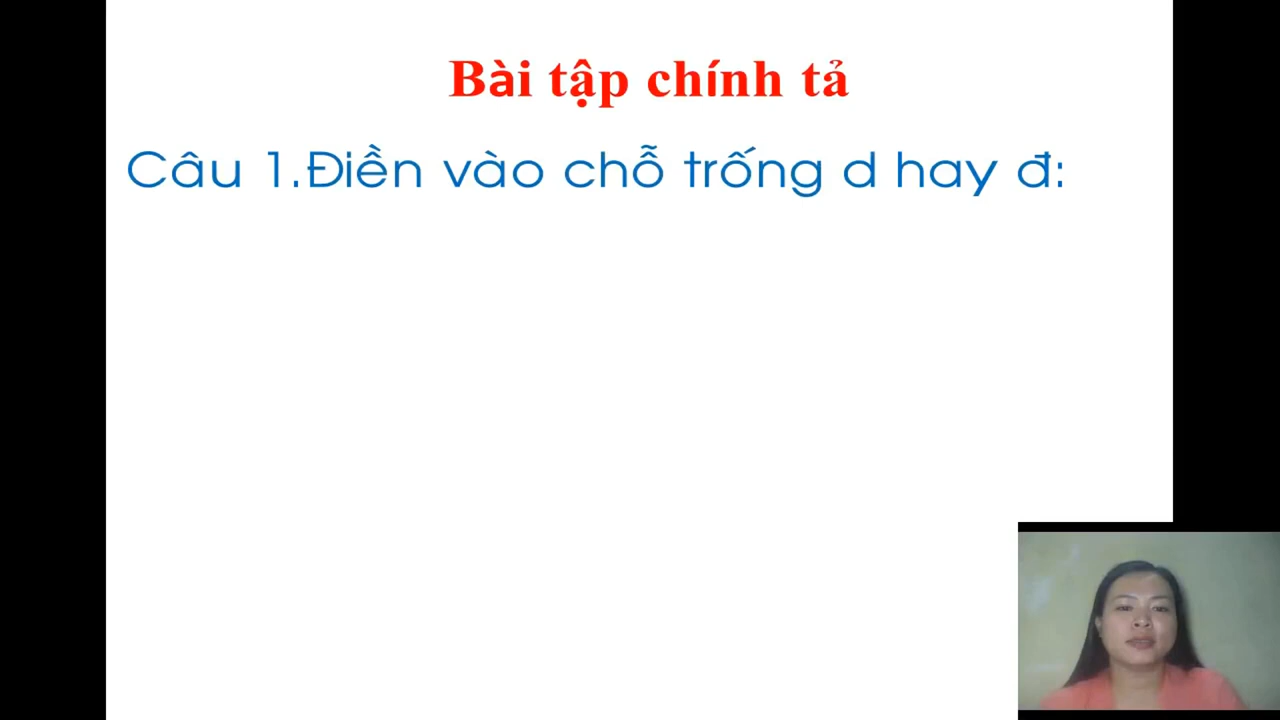 Bài tập chính tả
Câu 1.Điền vào chỗ trống d hay đ: